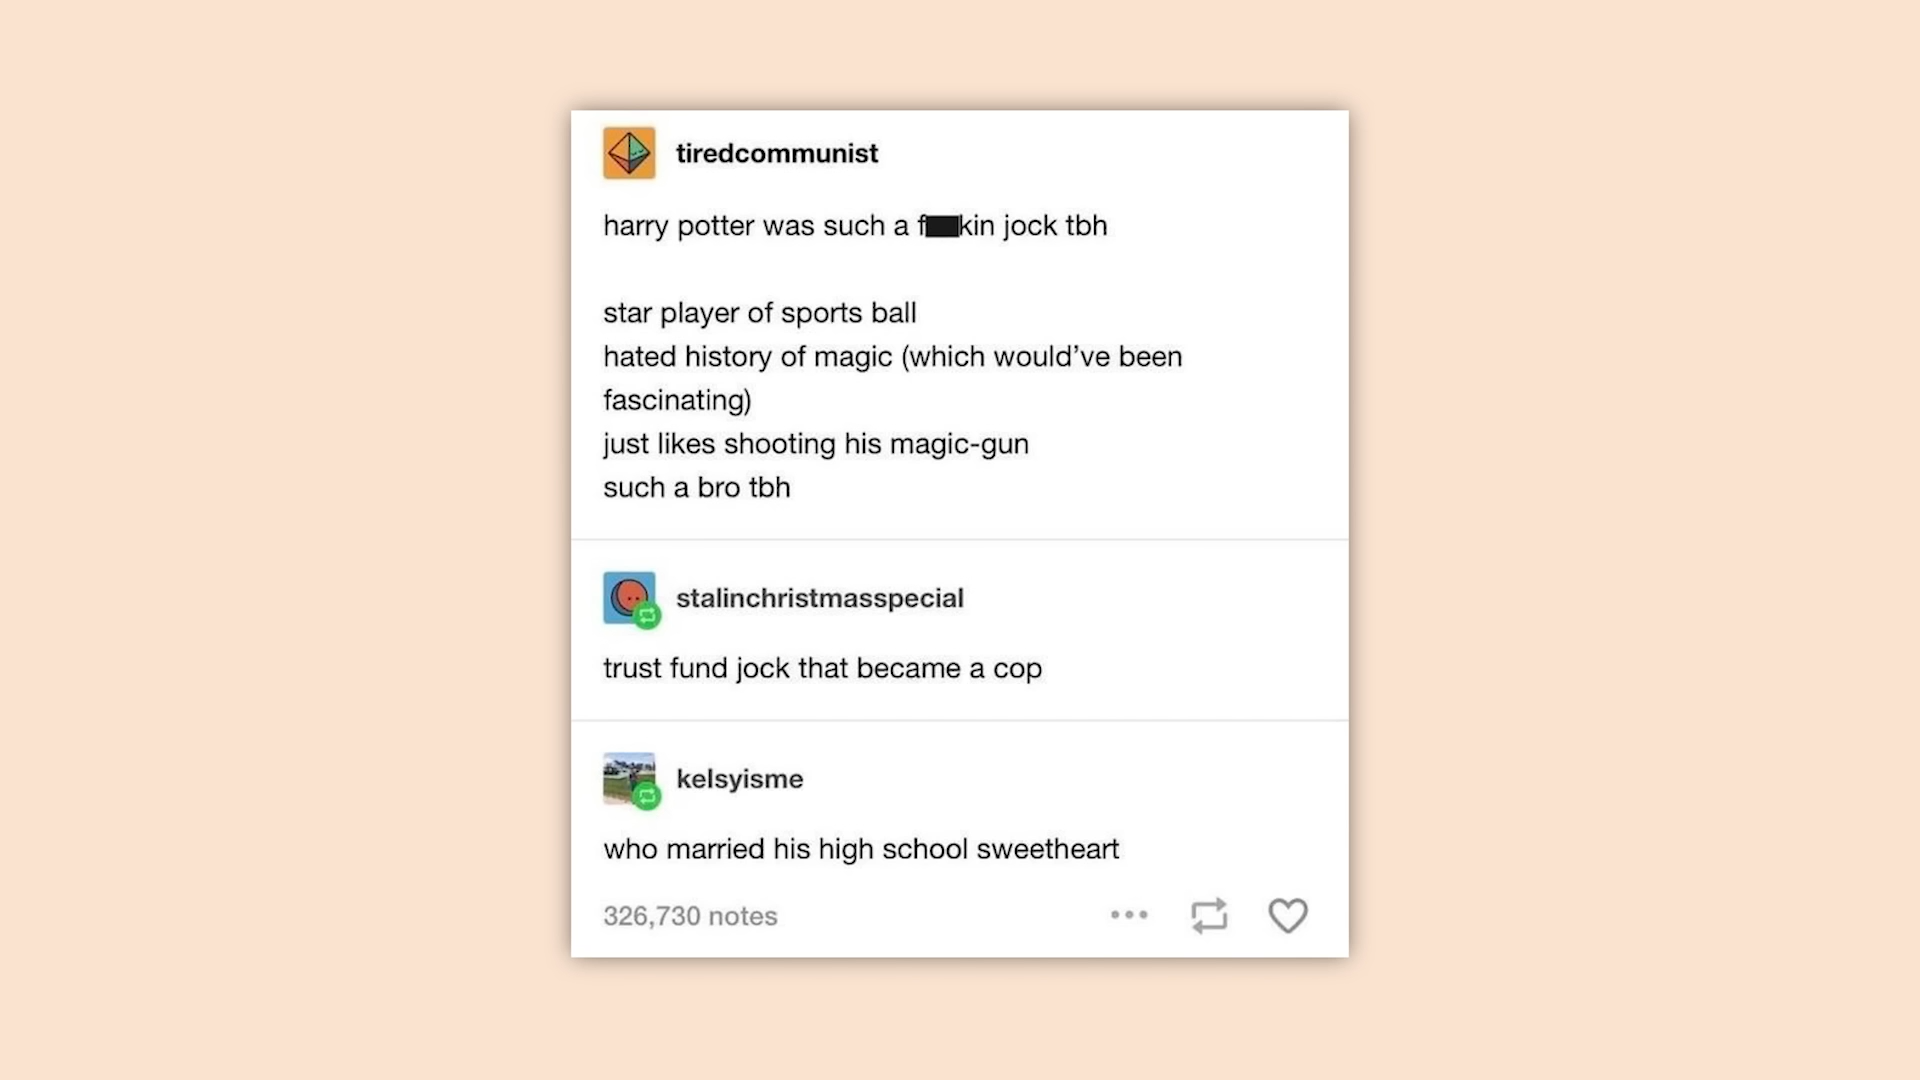 tiredcommunist
harry potter was such a f kin jock tbh
star player of sports ball
hated history of magic (which would’ve been
fascinating)
just likes shooting his magic-gun
such a bro tbh
stalinchristmasspecial
trust fund jock that became a cop
kelsyisme
who married his high school sweetheart
326,730 notes